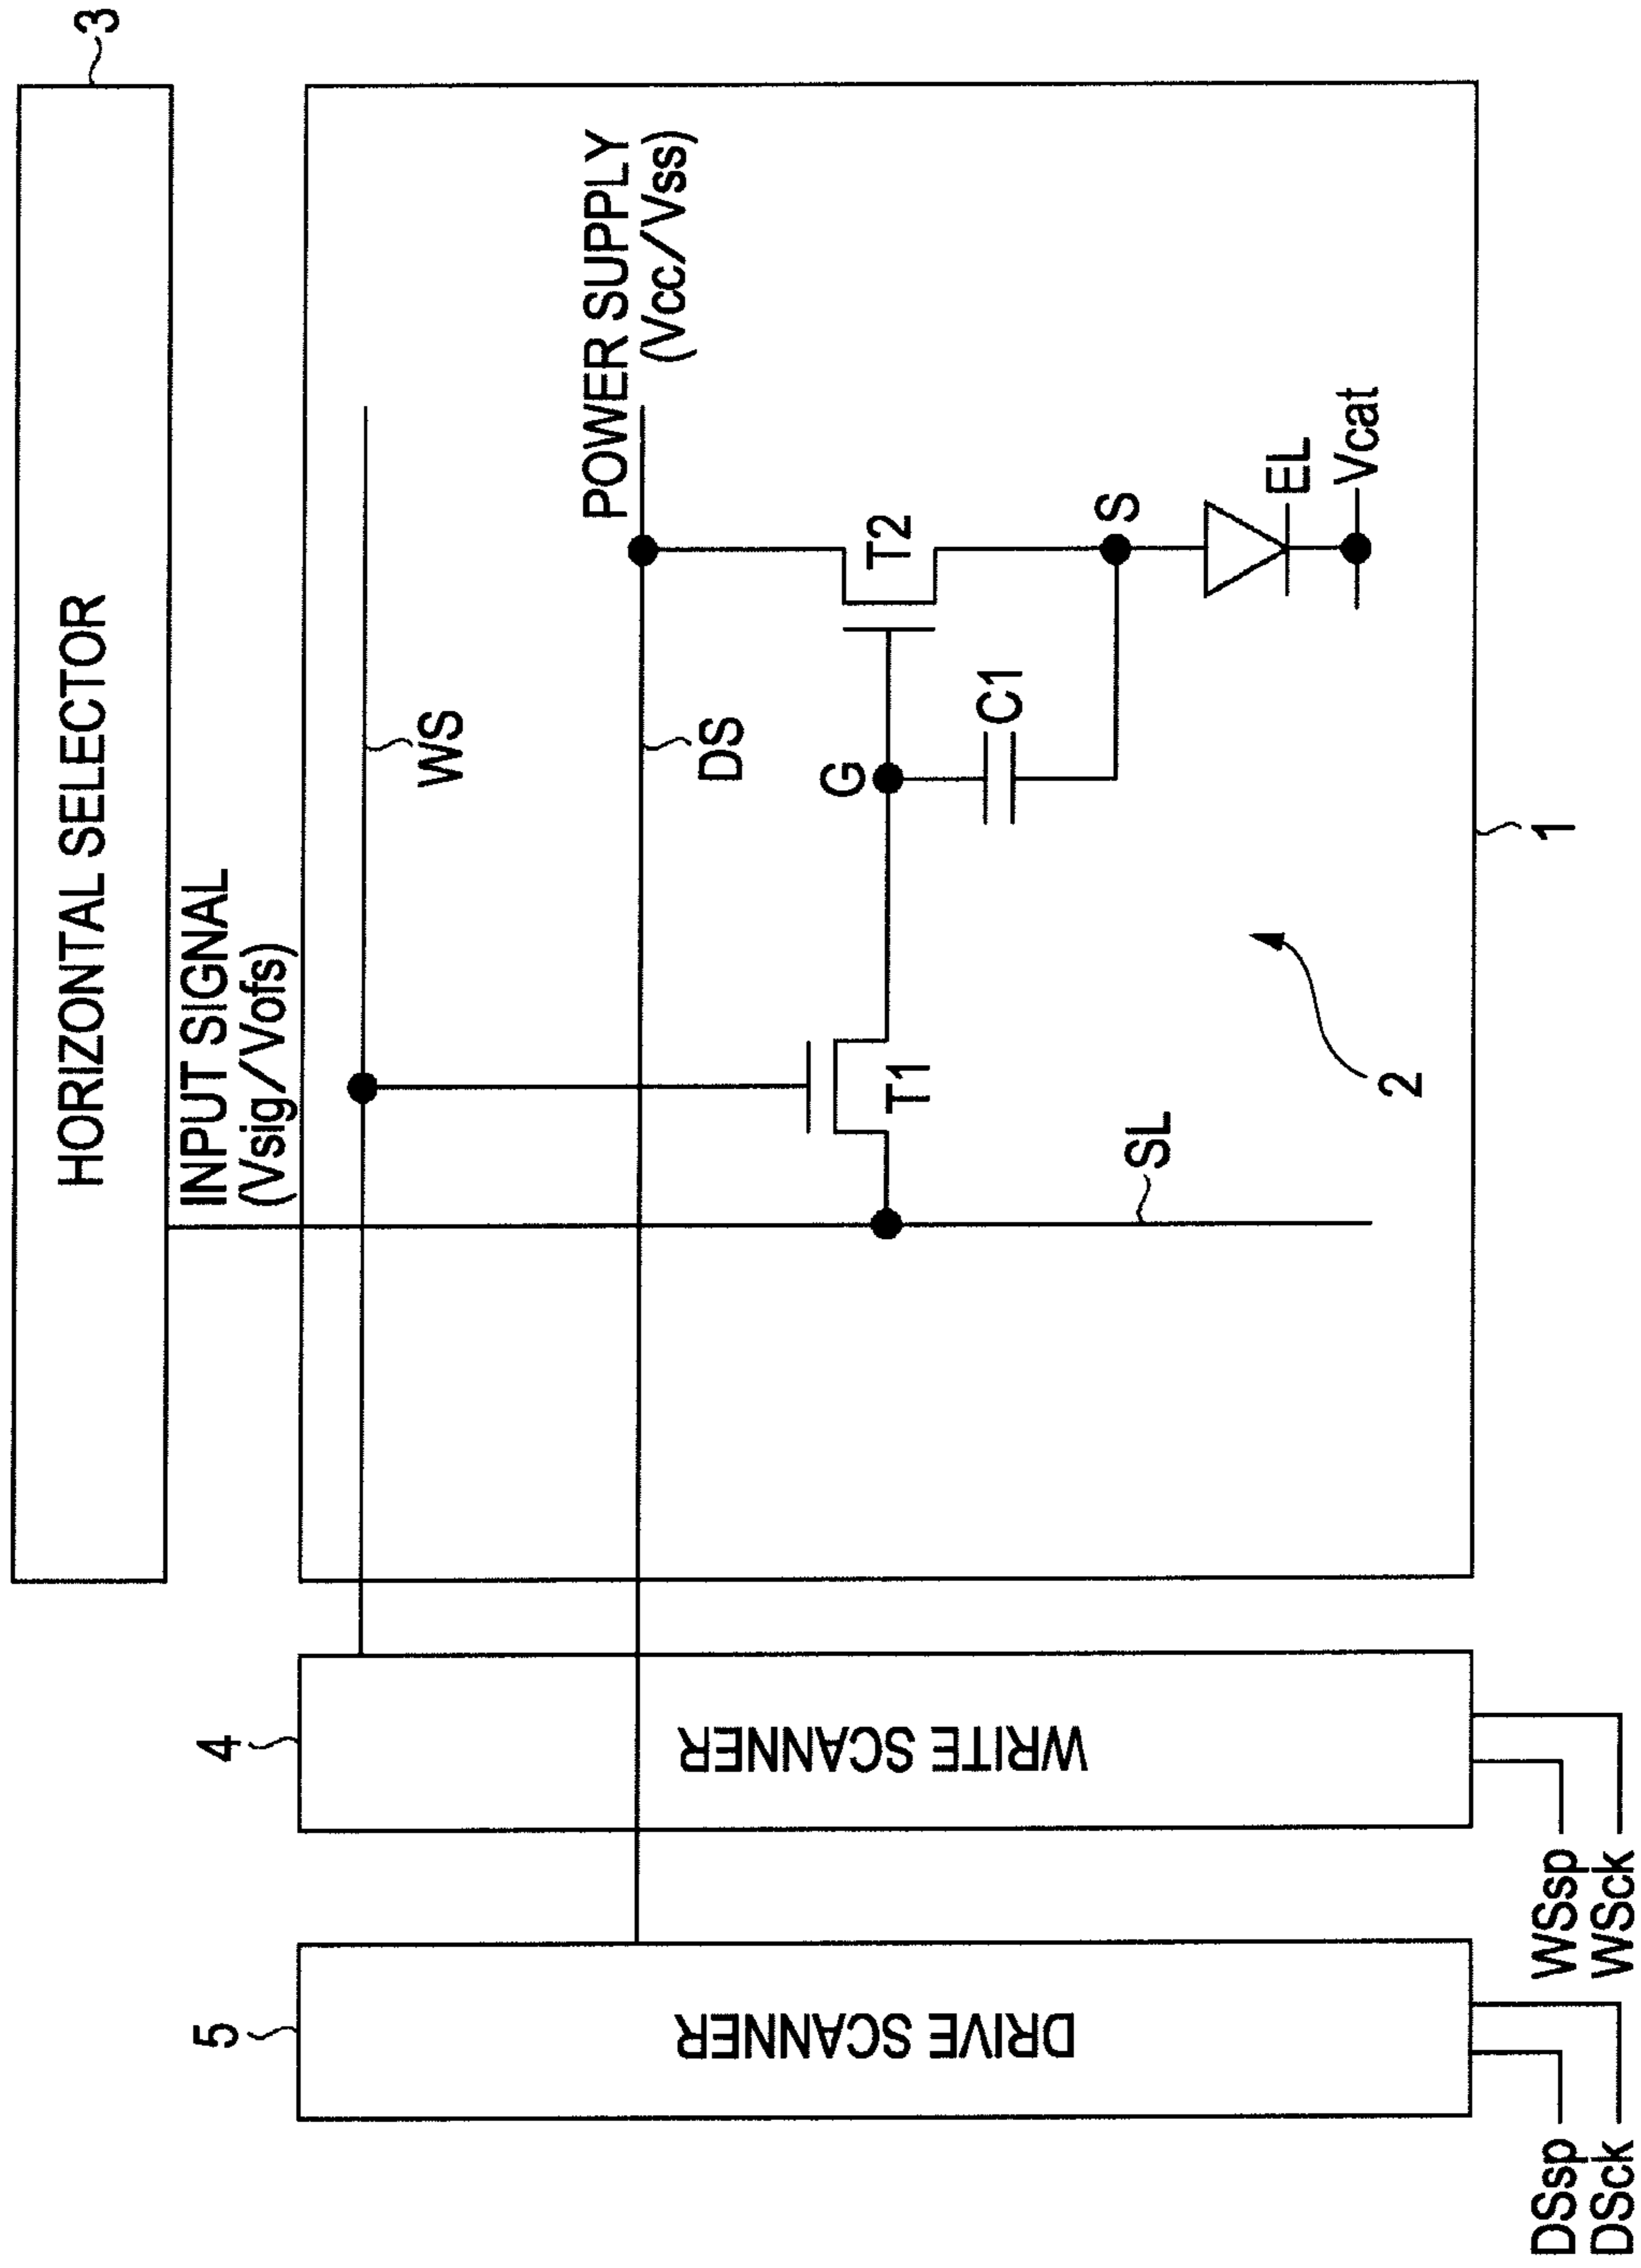 3
HORIZONTAL SELECTOR
INPUT SIGNAL
(Vsig/Vofs)
POWER SUPPLY
(Vcc/Vss)
WS
DS
T2
G
C1
S
EL
Vcat
T1
SL
2
1
4
WRITE SCANNER
WSsp
WSck
5
DRIVE SCANNER
DSsp
DSck